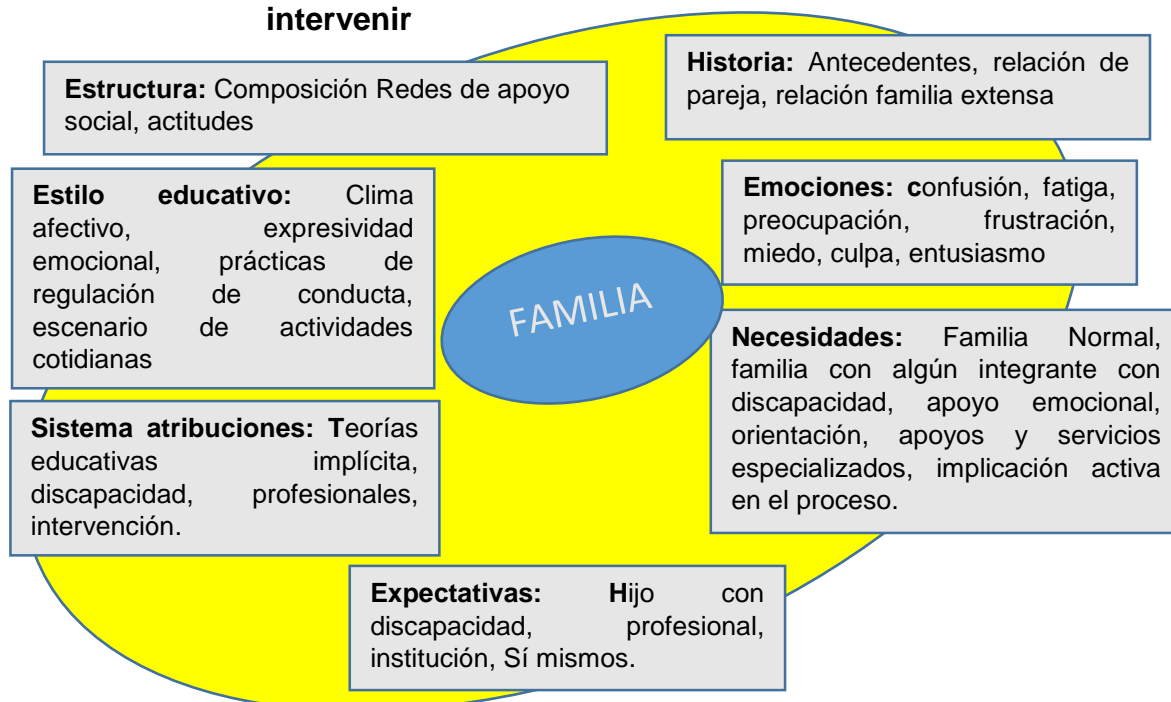 intervenir
Estructura: Composición Redes de apoyo
social, actitudes
Historia: Antecedentes, relación de
pareja, relación familia extensa
Estilo educativo: Clima
afectivo, expresividad
emocional, prácticas de
regulación de conducta,
escenario de actividades
cotidianas
Emociones: confusión, fatiga,
preocupación, frustración,
miedo, culpa, entusiasmo
FAMILIA
Necesidades: Familia Normal,
familia con algún integrante con
discapacidad, apoyo emocional,
orientación, apoyos y servicios
especializados, implicación activa
en el proceso.
Sistema atribuciones: Teorías
educativas implícita,
discapacidad, profesionales,
intervención.
Expectativas: Hijo con
discapacidad, profesional,
institución, Sí mismos.